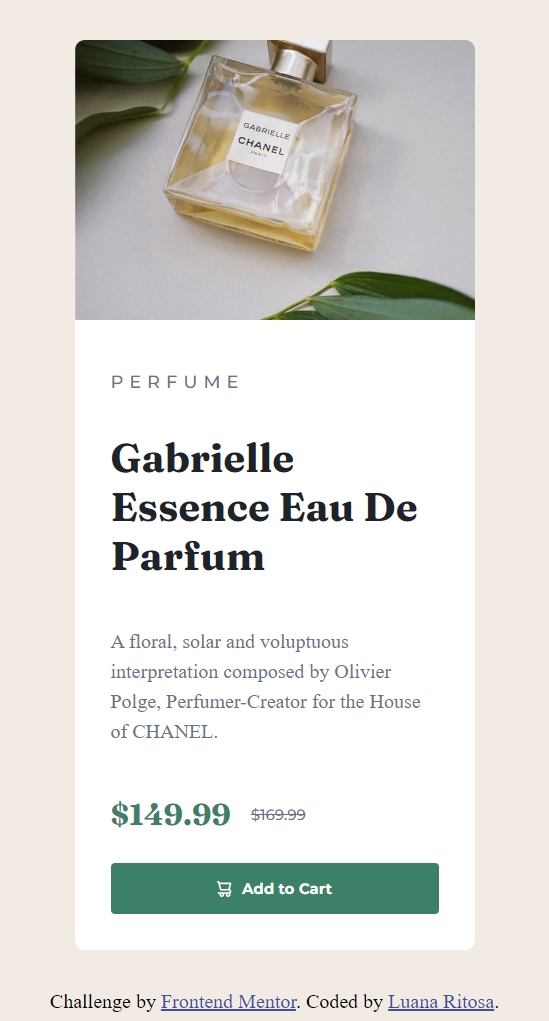 GABRIELLE
CHANEL
PARIS
PERFUME
Gabrielle
Essence Eau De
Parfum
A floral, solar and voluptuous
interpretation composed by Olivier
Polge, Perfumer-Creator for the House
of CHANEL.
$149.99 $169.99
Add to Cart
Challenge by Frontend Mentor. Coded by Luana Ritosa.